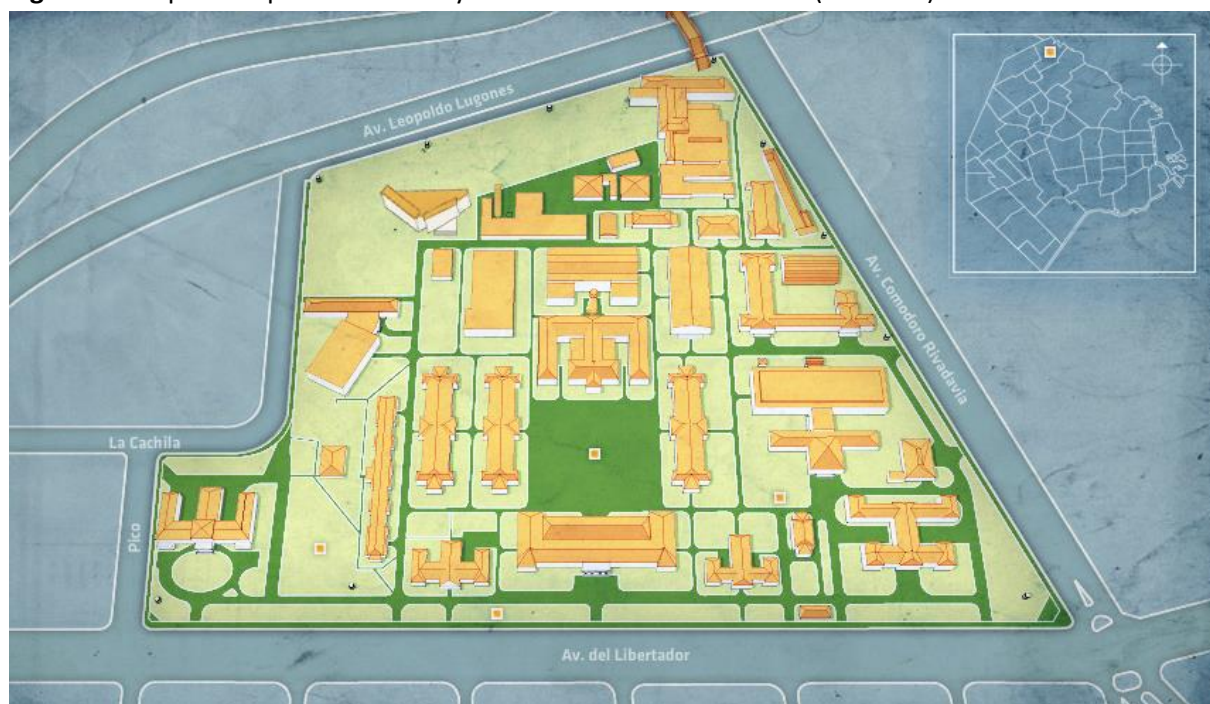 Av. Leopoldo Lugones
Av. Comodoro Rivadavia
La Cachila
Pico
Av. del Libertador